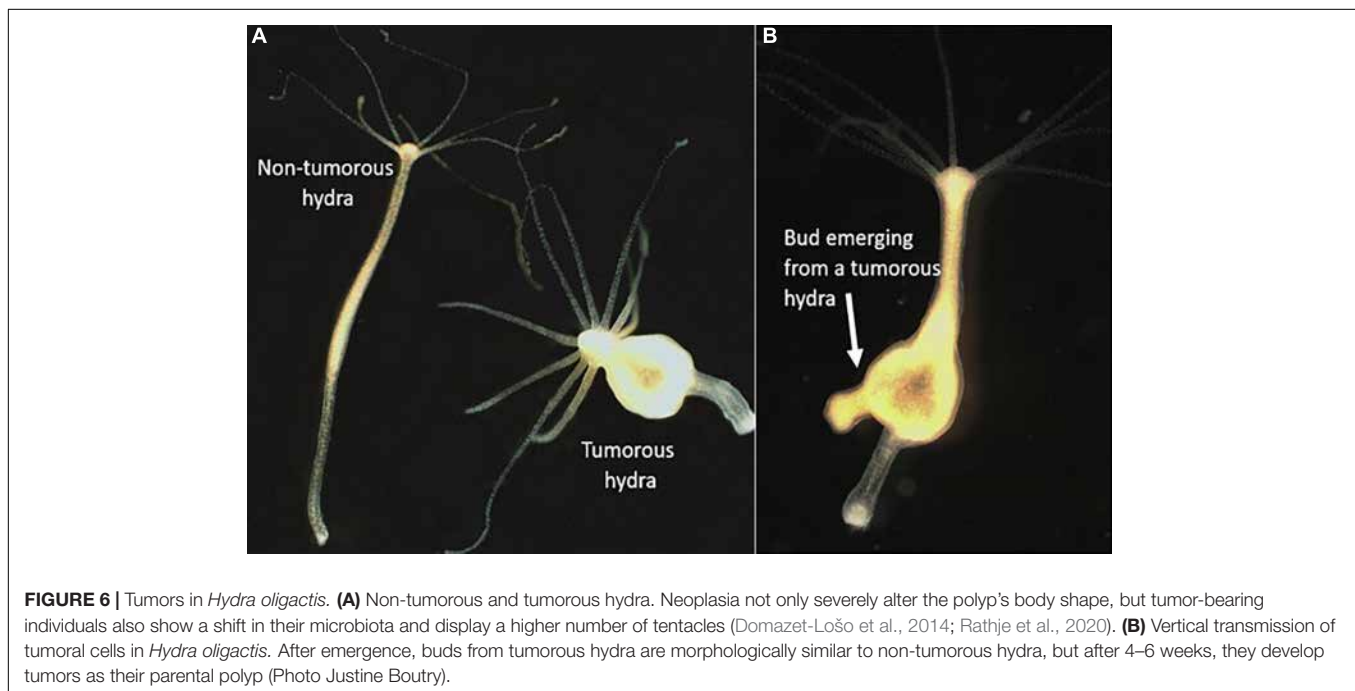 A
B
Non-tumorous
hydra
Bud emerging
from a tumorous
hydra
Tumorous
hydra
FIGURE 6 | Tumors in Hydra oligactis. (A) Non-tumorous and tumorous hydra. Neoplasia not only severely alter the polyp's body shape, but tumor-bearing
individuals also show a shift in their microbiota and display a higher number of tentacles (Domazet-Lošo et al., 2014; Rathje et al., 2020). (B) Vertical transmission of
tumoral cells in Hydra oligactis. After emergence, buds from tumorous hydra are morphologically similar to non-tumorous hydra, but after 4–6 weeks, they develop
tumors as their parental polyp (Photo Justine Boutry).